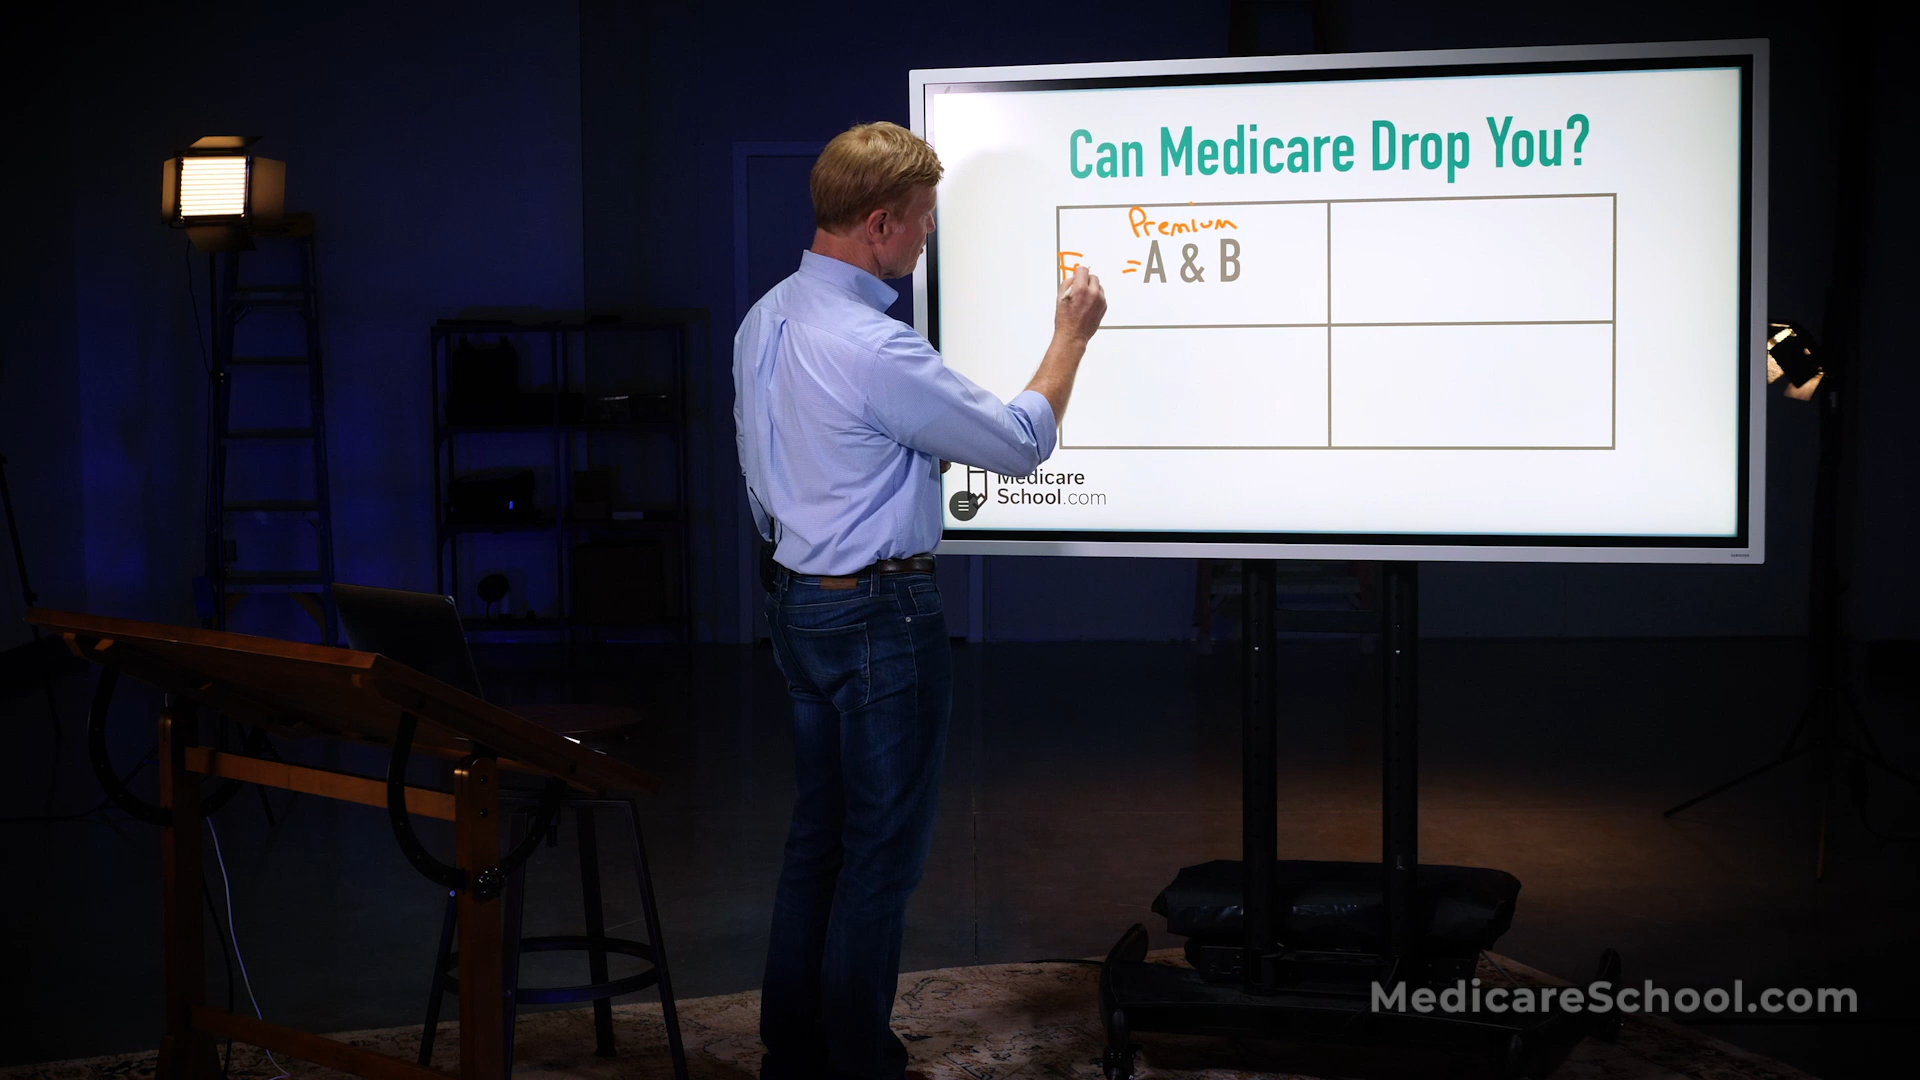 Can Medicare Drop You?
Premium
= A & B
Medicare
School.com
MedicareSchool.com